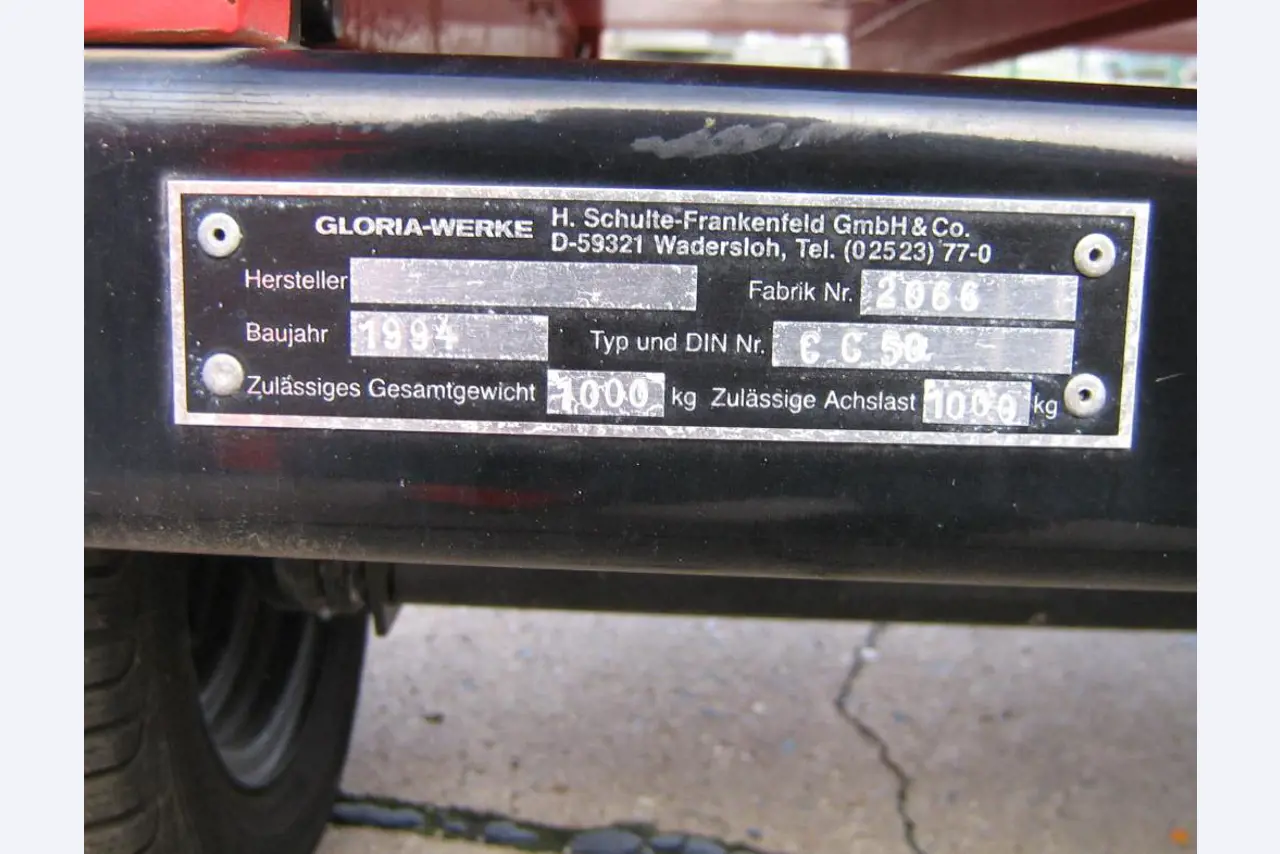 GLORIA-WERKE H. Schulte-Frankenfeld GmbH & Co.
D-59321 Wadersloh, Tel. (02523) 77-0
Hersteller Fabrik Nr. 2066
Baujahr 1994 Typ und DIN Nr. C C 50
Zulässiges Gesamtgewicht 1000 kg Zulässige Achslast 1000 kg